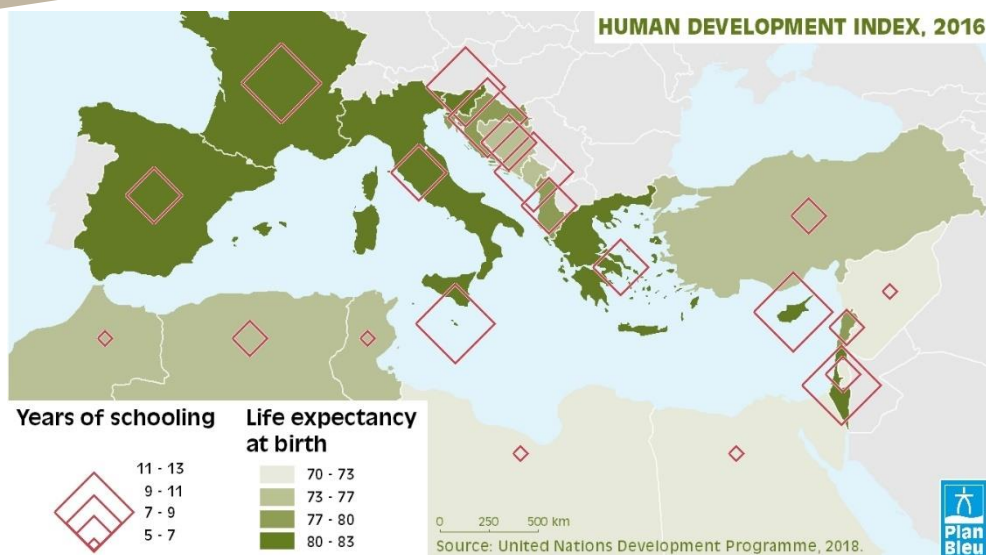 HUMAN DEVELOPMENT INDEX, 2016
Years of schooling
11 - 13
9 - 11
7 - 9
5 - 7
Life expectancy
at birth
70 - 73
73 - 77
77 - 80
80 - 83
0 250 500 km
Source: United Nations Development Programme, 2018.
Plan
Bleu